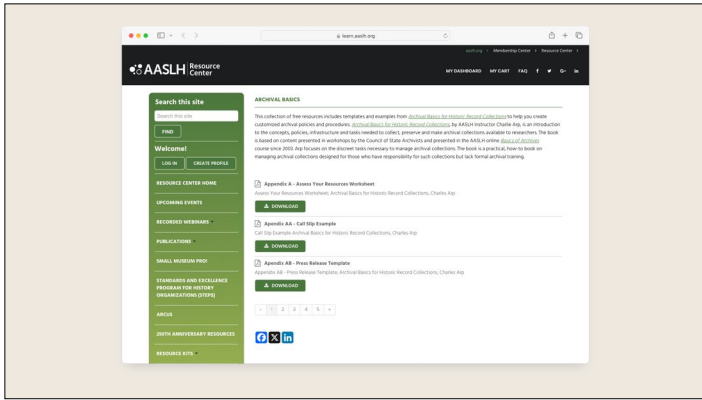 learn.aaslh.org
aaslh.org | Membership Center | Resource Center |
AASLH Resource Center
MY DASHBOARD MY CART FAQ f G+ in
Search this site
Search this site
FIND
Welcome!
LOG IN CREATE PROFILE
RESOURCE CENTER HOME
UPCOMING EVENTS
RECORDED WEBINARS
PUBLICATIONS
SMALL MUSEUM PRO!
STANDARDS AND EXCELLENCE
PROGRAM FOR HISTORY
ORGANIZATIONS (STEPS)
ARCUS
250TH ANNIVERSARY RESOURCES
RESOURCE KITS
ARCHIVAL BASICS
This collection of free resources includes templates and examples from Archival Basics for Historic Record Collections to help you create
customized archival policies and procedures. Archival Basics for Historic Record Collections, by AASLH Instructor Charlie Arp, is an introduction
to the concepts, policies, infrastructure and tasks needed to collect, preserve and make archival collections available to researchers. The book
is based on content presented in workshops by the Council of State Archivists and presented in the AASLH online Basics of Archives
course since 2003. Arp focuses on the discreet tasks necessary to manage archival collections. The book is a practical, how-to book on
managing archival collections designed for those who have responsibility for such collections but lack formal archival training.
Appendix A - Assess Your Resources Worksheet
Assess Your Resources Worksheet, Archival Basics for Historic Record Collections, Charles Arp
DOWNLOAD
Apendix AA - Call Slip Example
Call Slip Example Archival Basics for Historic Record Collections, Charles Arp
DOWNLOAD
Apendix AB - Press Release Template
Appendix AB - Press Release Template, Archival Basics for Historic Record Collections, Charles Arp
DOWNLOAD
« 1 2 3 4 5 »